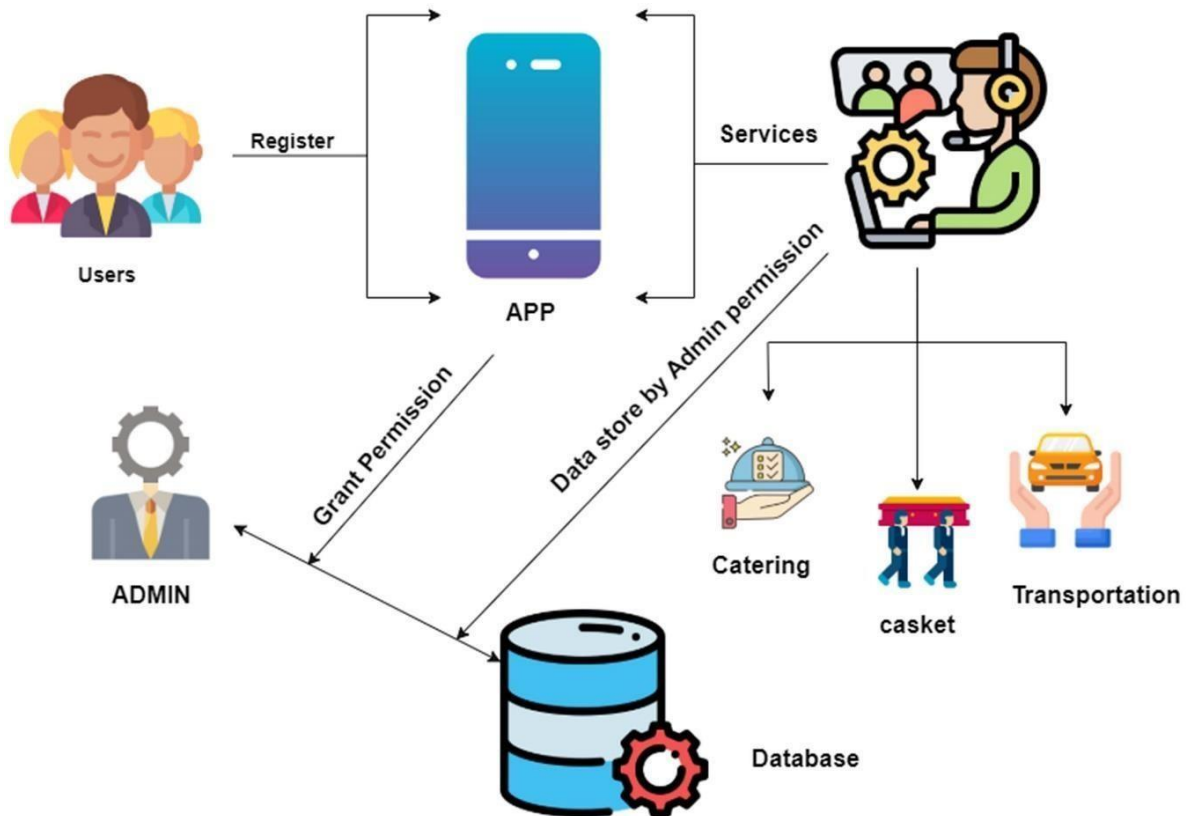 Register
Services
Users
APP
Grant Permission
Data store by Admin permission
ADMIN
Catering
casket
Transportation
Database